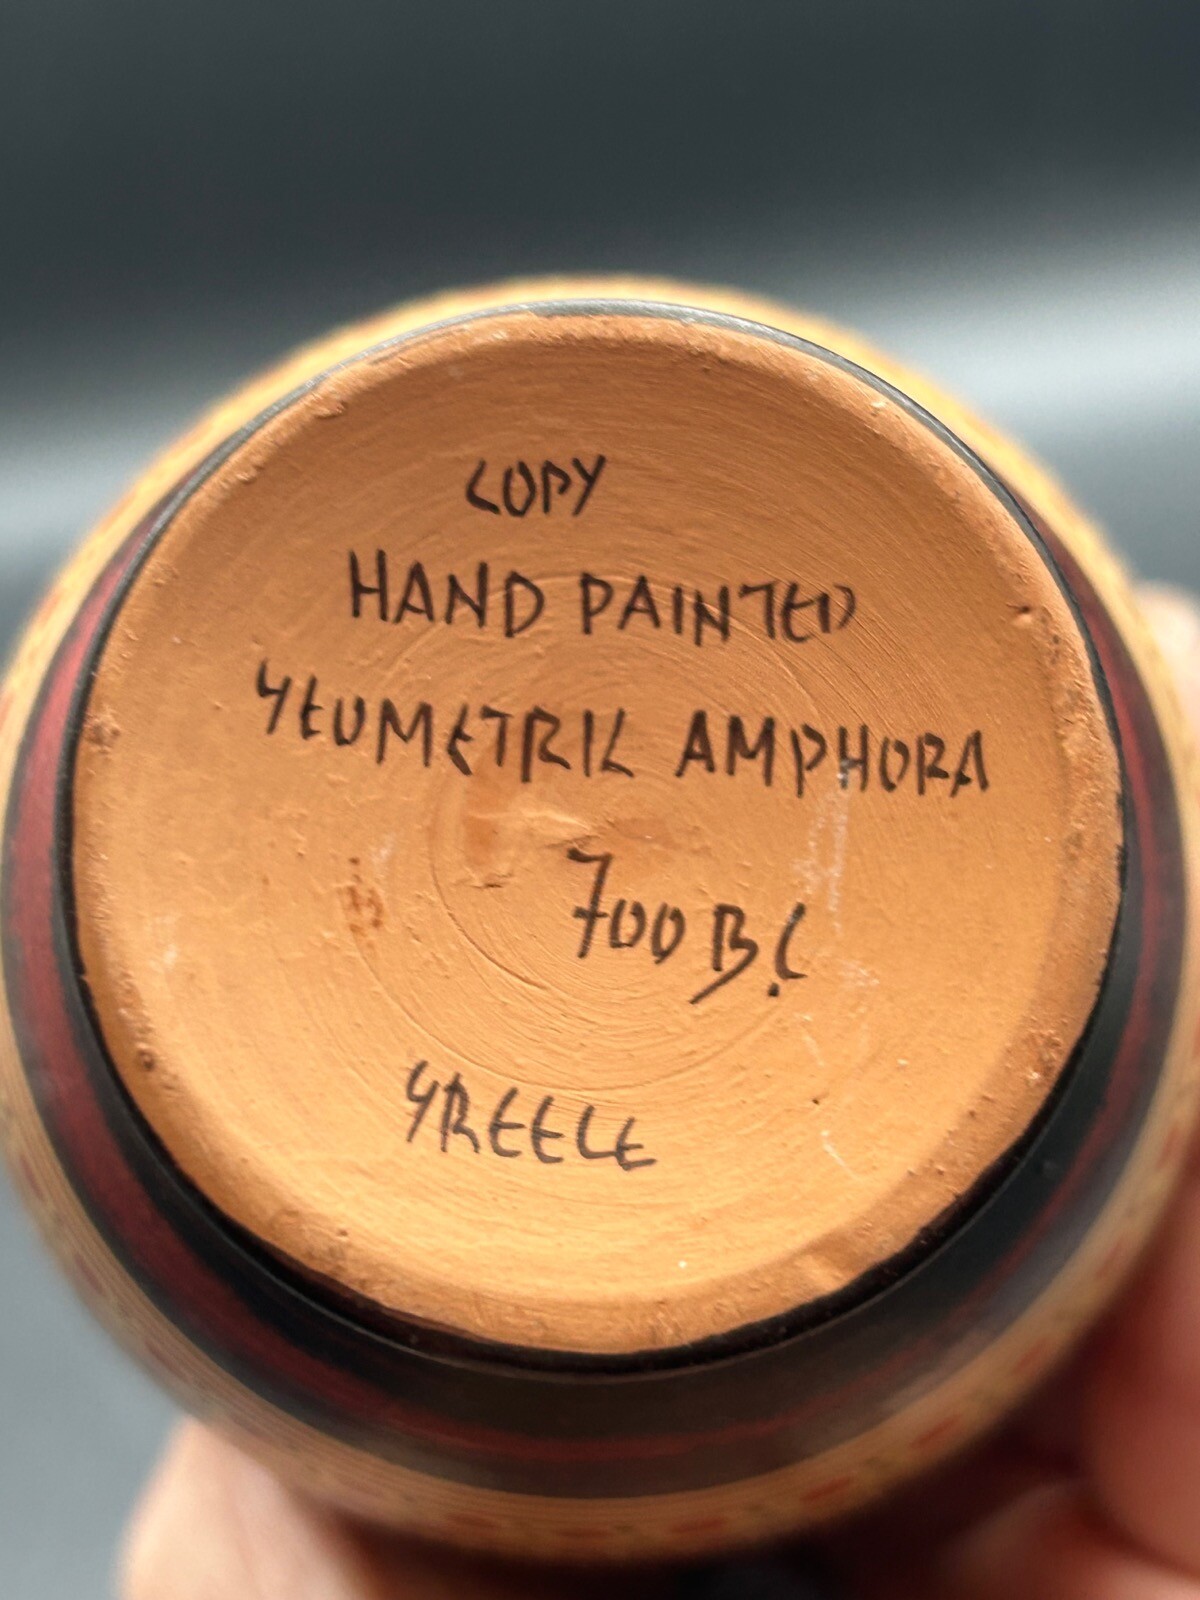 COPY
HAND PAINTED
GEOMETRIC AMPHORA
700 B.C
GREECE